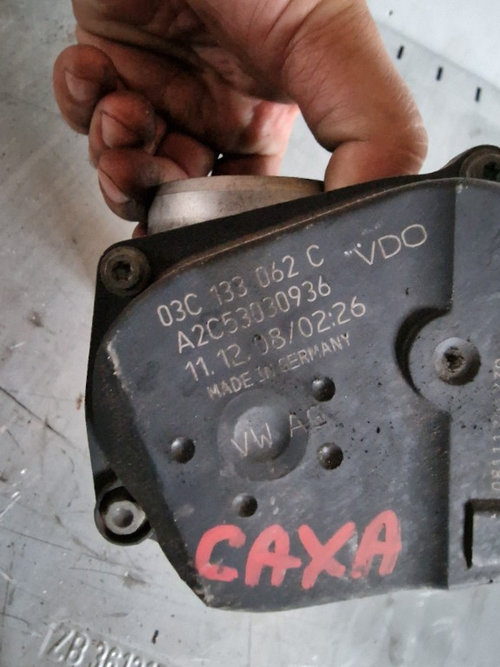 03C 133 062 C VDO
A2C53030936
11.12.08/02:26
MADE IN GERMANY
VW AG
CAXA